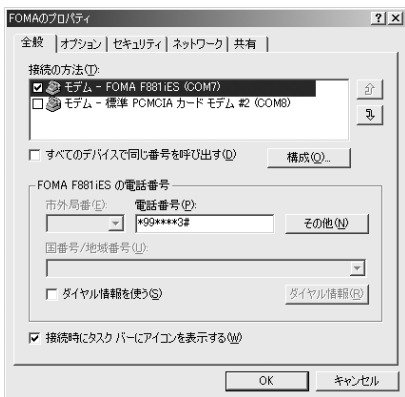 FOMAのプロパティ
全般 オプション セキュリティ ネットワーク 共有
接続の方法(T):
モデム - FOMA F881iES (COM7)
モデム - 標準 PCMCIA カード モデム #2 (COM8)
すべてのデバイスで同じ番号を呼び出す(D)
構成(O)...
FOMA F881iES の電話番号
市外局番(E): 電話番号(P):
*99****3# その他(N)
国番号/地域番号(U):
ダイヤル情報を使う(S) ダイヤル情報(R)
接続時にタスク バーにアイコンを表示する(W)
OK キャンセル